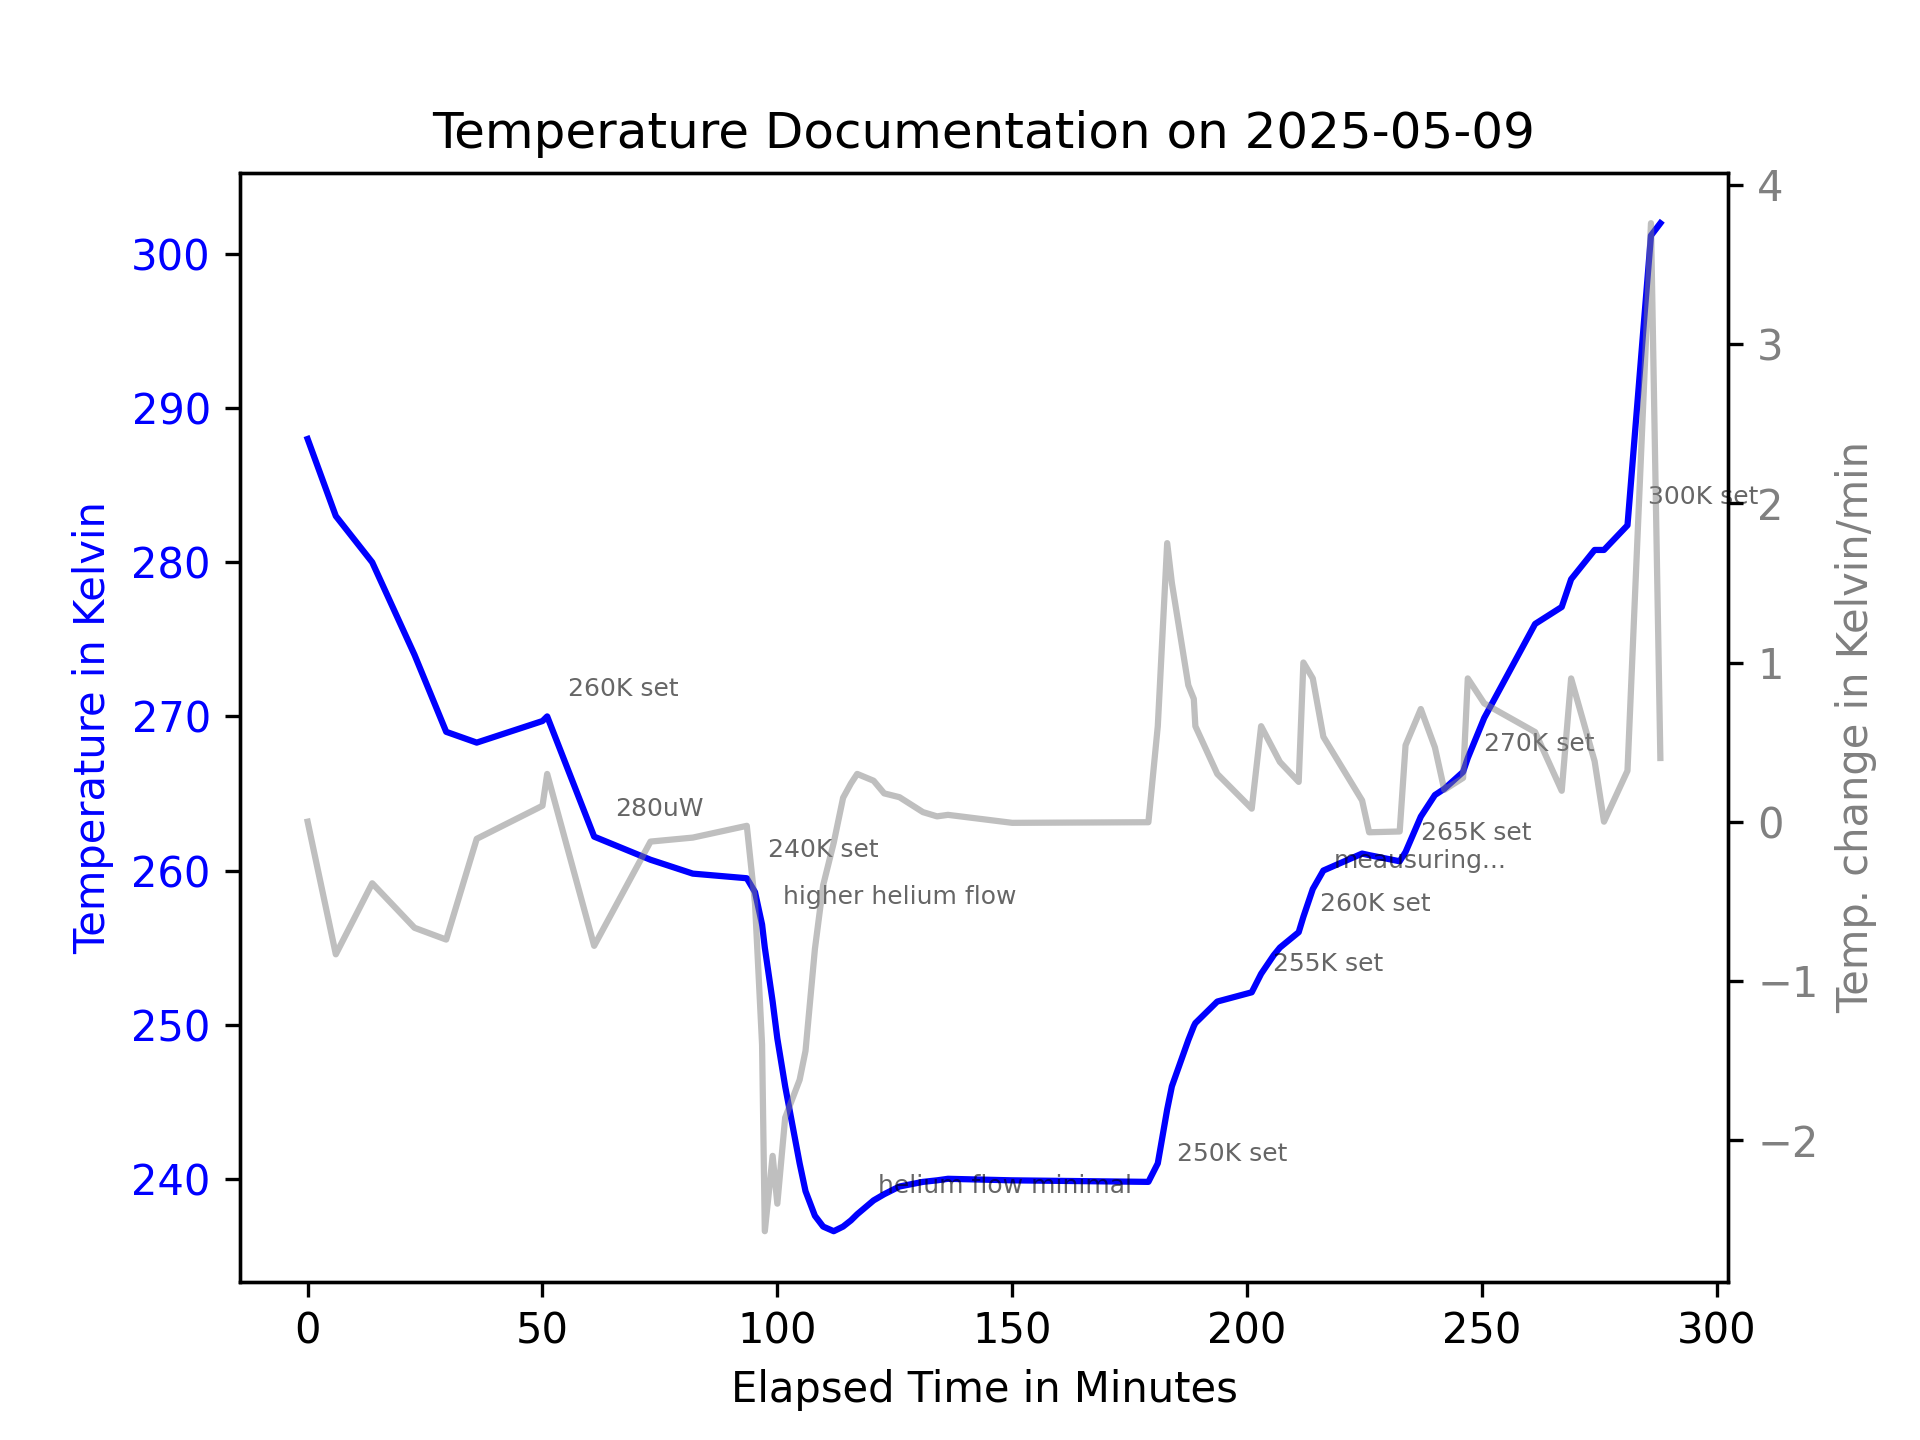 Temperature Documentation on 2025-05-09
Temperature in Kelvin
300
290
280
270
260
250
240
260K set
280uW
240K set
higher helium flow
helium flow minimal
250K set
255K set
260K set
meausuring...
265K set
270K set
300K set
4
3
2
1
0
−1
−2
Temp. change in Kelvin/min
0 50 100 150 200 250 300
Elapsed Time in Minutes